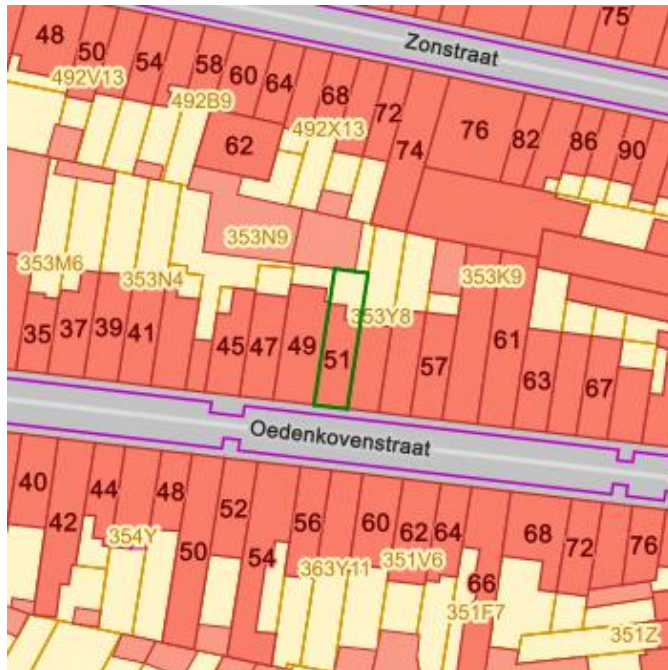 75
Zonstraat
48
50
54
58
60
64
68
72
74
76
82
86
90
492V13
492B9
492X13
62
353N9
353M6
353N4
353Y8
353K9
35
37
39
41
45
47
49
51
57
61
63
67
Oedenkovenstraat
40
42
44
48
50
52
54
56
60
62
64
66
68
72
76
354Y
363Y11
351V6
351F7
351Z